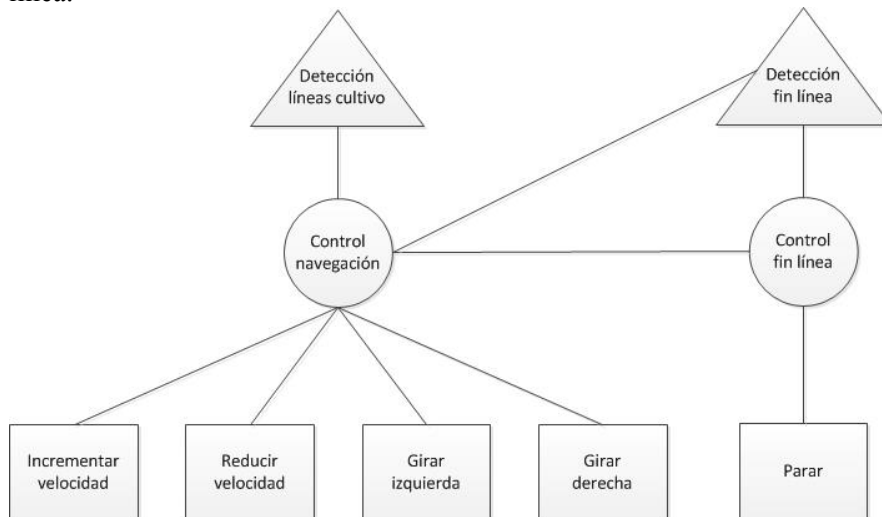 línea.
Detección
líneas cultivo
Detección
fin línea
Control
navegación
Control
fin línea
Incrementar
velocidad
Reducir
velocidad
Girar
izquierda
Girar
derecha
Parar